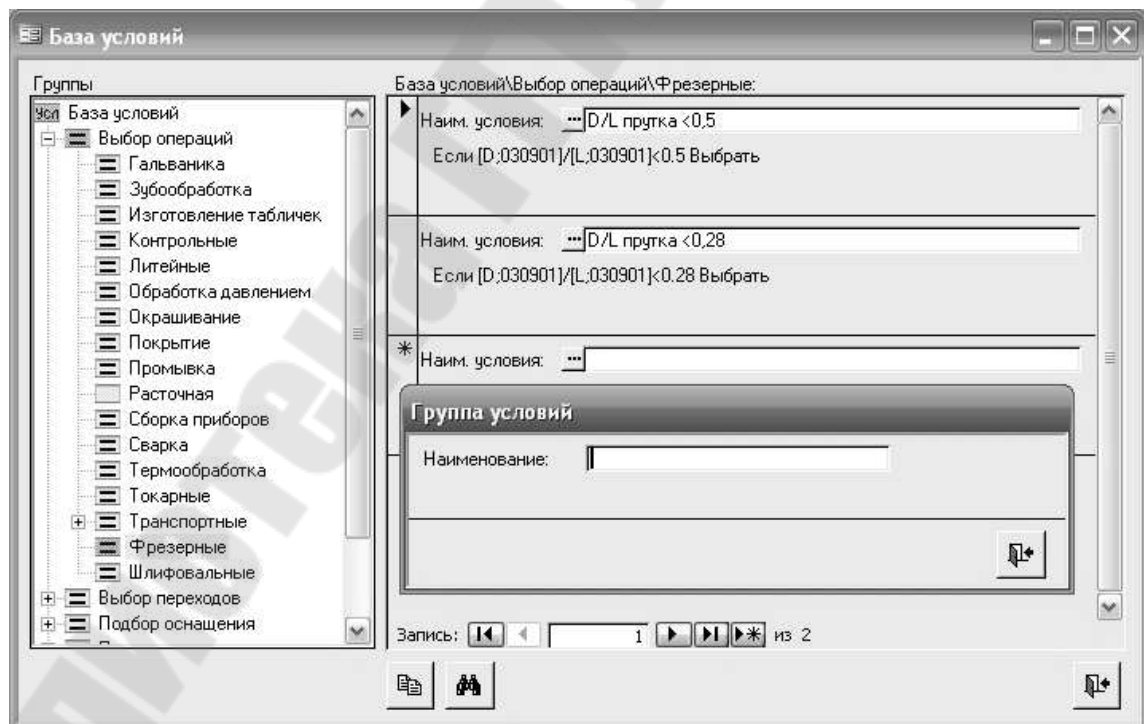 База условий
Группы
Усл База условий
Выбор операций
Гальваника
Зубообработка
Изготовление табличек
Контрольные
Литейные
Обработка давлением
Окрашивание
Покрытие
Промывка
Расточная
Сборка приборов
Сварка
Термообработка
Токарные
Транспортные
Фрезерные
Шлифовальные
Выбор переходов
Подбор оснащения
База условий\Выбор операций\Фрезерные:
Наим. условия: ... D/L прутка <0,5
Если [D;030901]/[L;030901]<0.5 Выбрать
Наим. условия: ... D/L прутка <0,28
Если [D;030901]/[L;030901]<0.28 Выбрать
Наим. условия: ...
Группа условий
Наименование:
Запись: 1 из 2